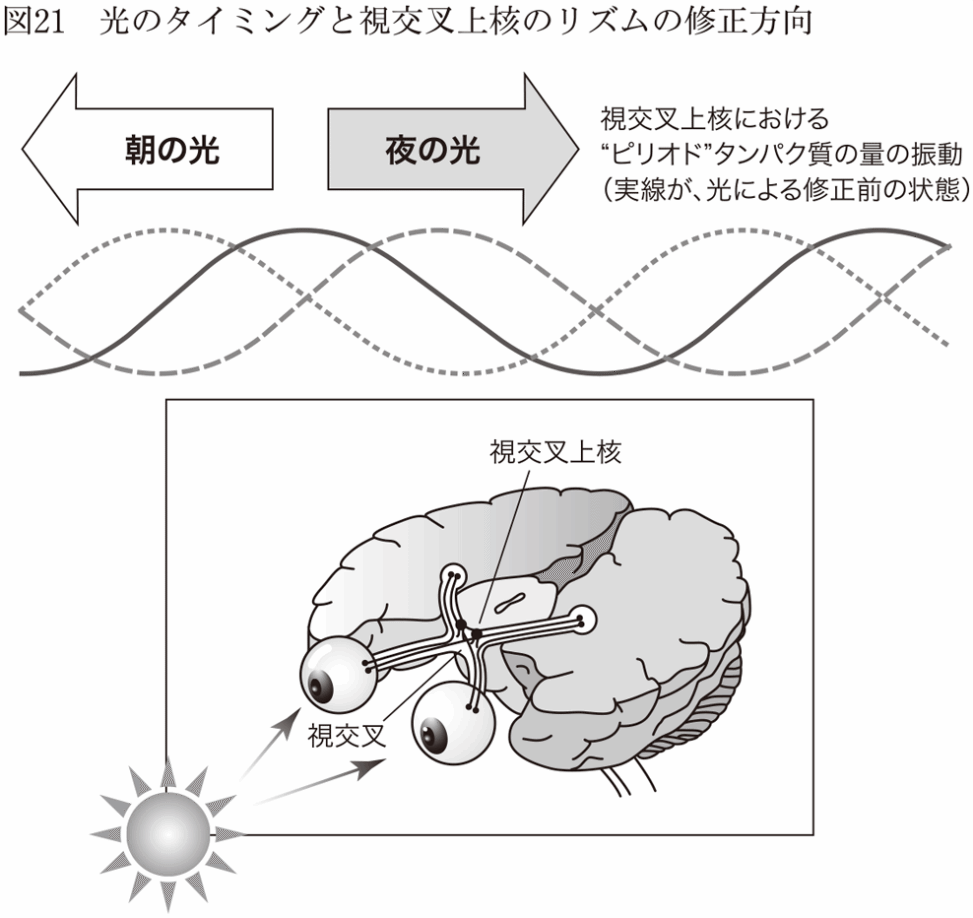 図21　光のタイミングと視交叉上核のリズムの修正方向
朝の光
夜の光
視交叉上核における
“ピリオド”タンパク質の量の振動
（実線が、光による修正前の状態）
視交叉上核
視交叉